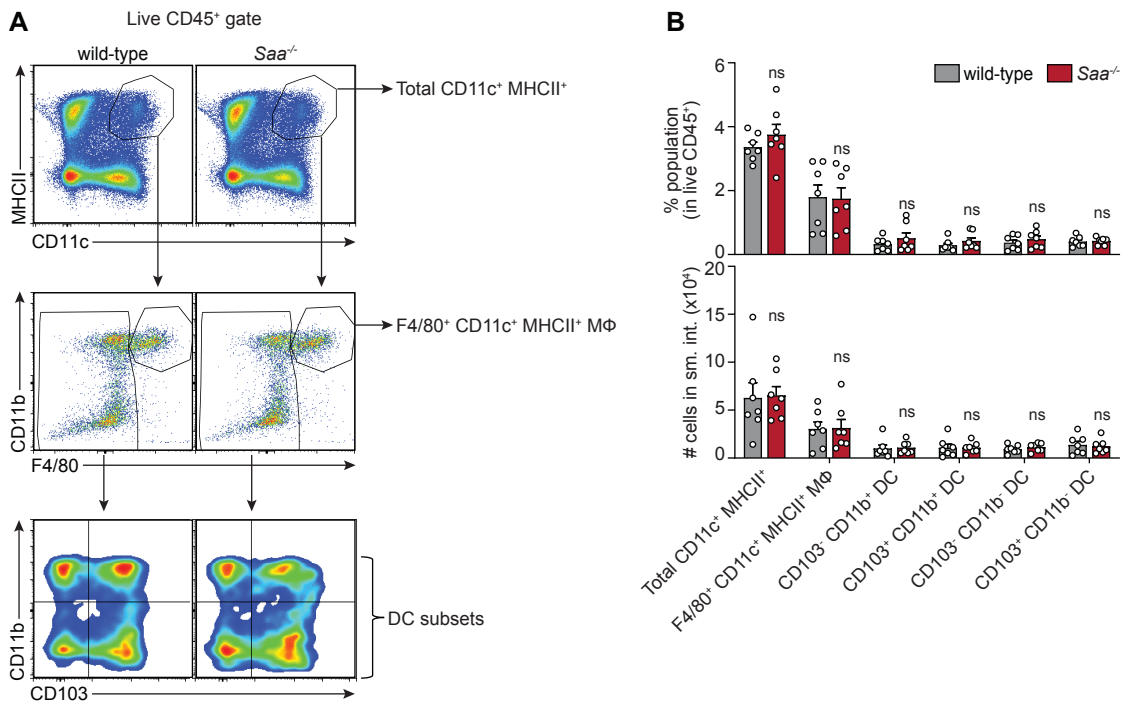 A
Live CD45⁺ gate
wild-type
Saa⁻/⁻
MHCII
CD11c
Total CD11c⁺ MHCII⁺
CD11b
F4/80
F4/80⁺ CD11c⁺ MHCII⁺ MΦ
CD11b
CD103
DC subsets
B
wild-type
Saa⁻/⁻
% population
(in live CD45⁺)
6
4
2
0
ns
ns
ns
ns
ns
ns
# cells in sm. int. (x10⁴)
20
15
10
5
0
ns
ns
ns
ns
ns
ns
Total CD11c⁺ MHCII⁺
F4/80⁺ CD11c⁺ MHCII⁺ MΦ
CD103⁻ CD11b⁺ DC
CD103⁺ CD11b⁺ DC
CD103⁻ CD11b⁻ DC
CD103⁺ CD11b⁻ DC